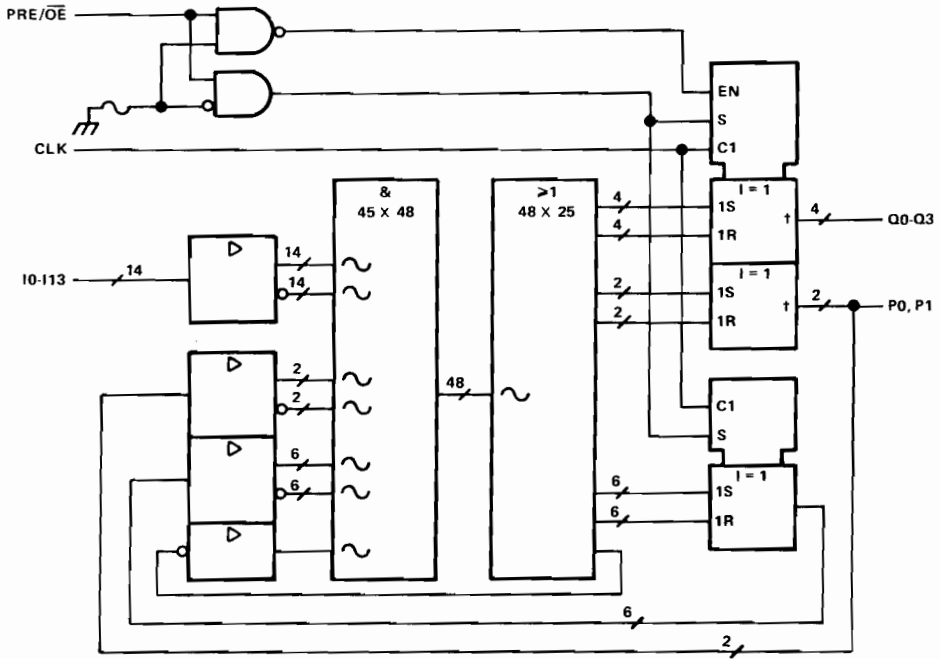 PRE/OE
CLK
EN
S
C1
&
45 X 48
≥1
48 X 25
I = 1
4
1S
†
4
Q0-Q3
4
1R
I0-I13
14
▷
14
14
I = 1
2
1S
†
2
P0, P1
2
1R
▷
2
2
48
C1
S
▷
6
6
I = 1
6
1S
6
1R
▷
6
2